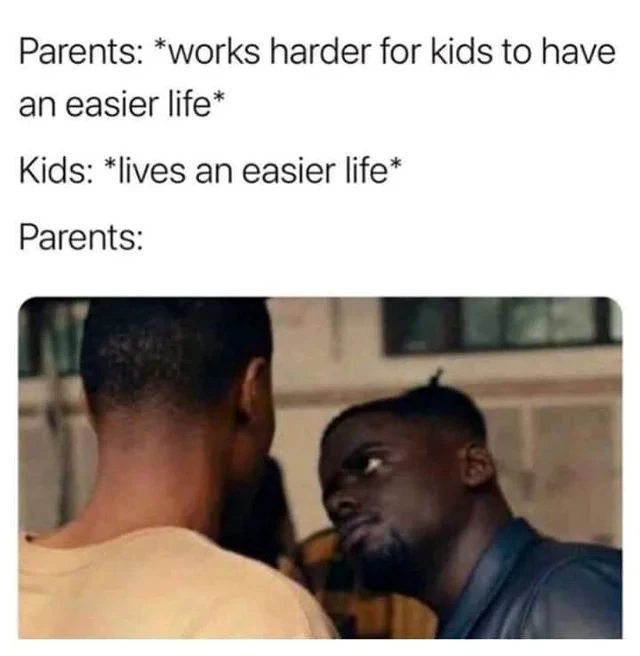 Parents: *works harder for kids to have
an easier life*
Kids: *lives an easier life*
Parents: